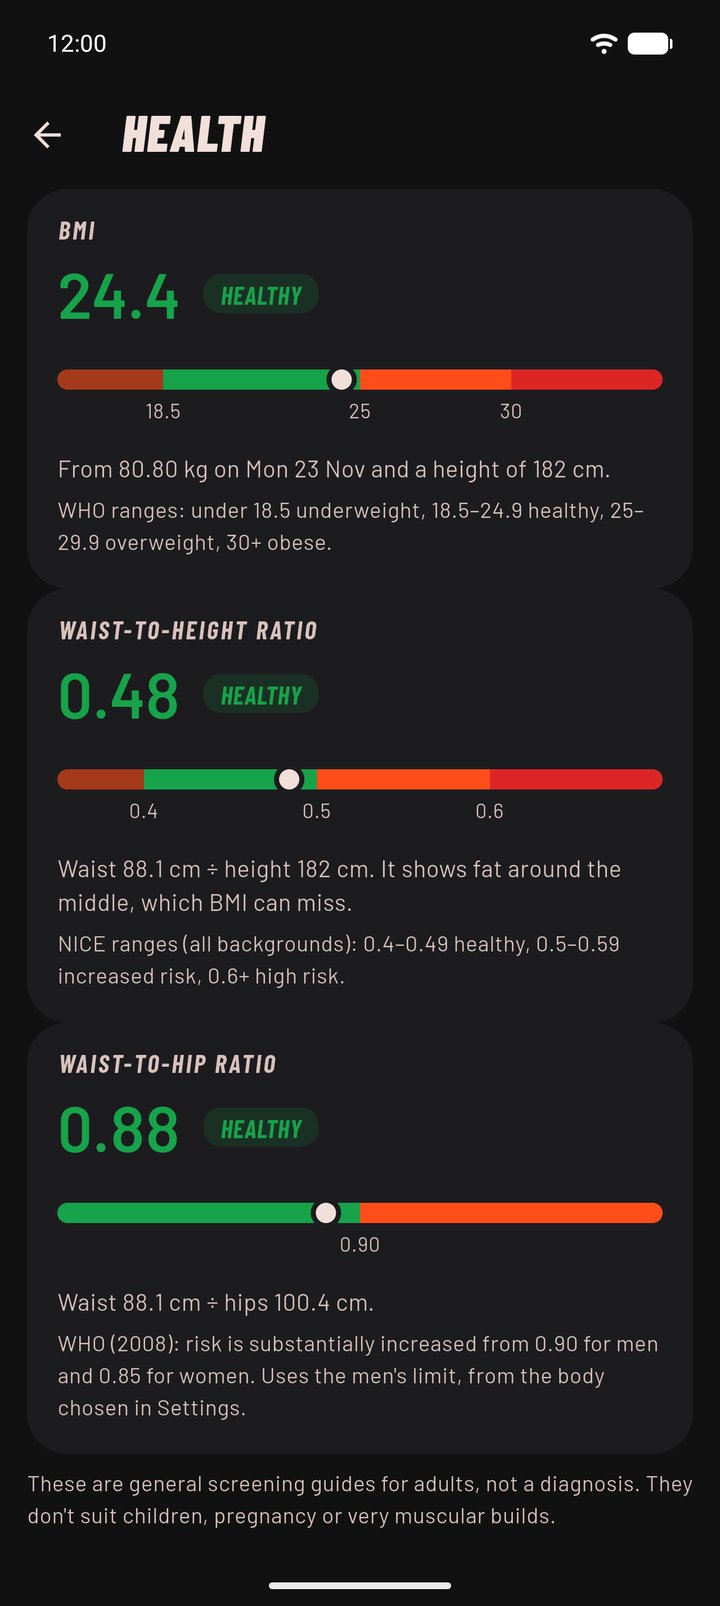 12:00
HEALTH
BMI
24.4 HEALTHY
18.5 25 30
From 80.80 kg on Mon 23 Nov and a height of 182 cm.
WHO ranges: under 18.5 underweight, 18.5–24.9 healthy, 25–
29.9 overweight, 30+ obese.
WAIST-TO-HEIGHT RATIO
0.48 HEALTHY
0.4 0.5 0.6
Waist 88.1 cm ÷ height 182 cm. It shows fat around the
middle, which BMI can miss.
NICE ranges (all backgrounds): 0.4–0.49 healthy, 0.5–0.59
increased risk, 0.6+ high risk.
WAIST-TO-HIP RATIO
0.88 HEALTHY
0.90
Waist 88.1 cm ÷ hips 100.4 cm.
WHO (2008): risk is substantially increased from 0.90 for men
and 0.85 for women. Uses the men's limit, from the body
chosen in Settings.
These are general screening guides for adults, not a diagnosis. They
don't suit children, pregnancy or very muscular builds.